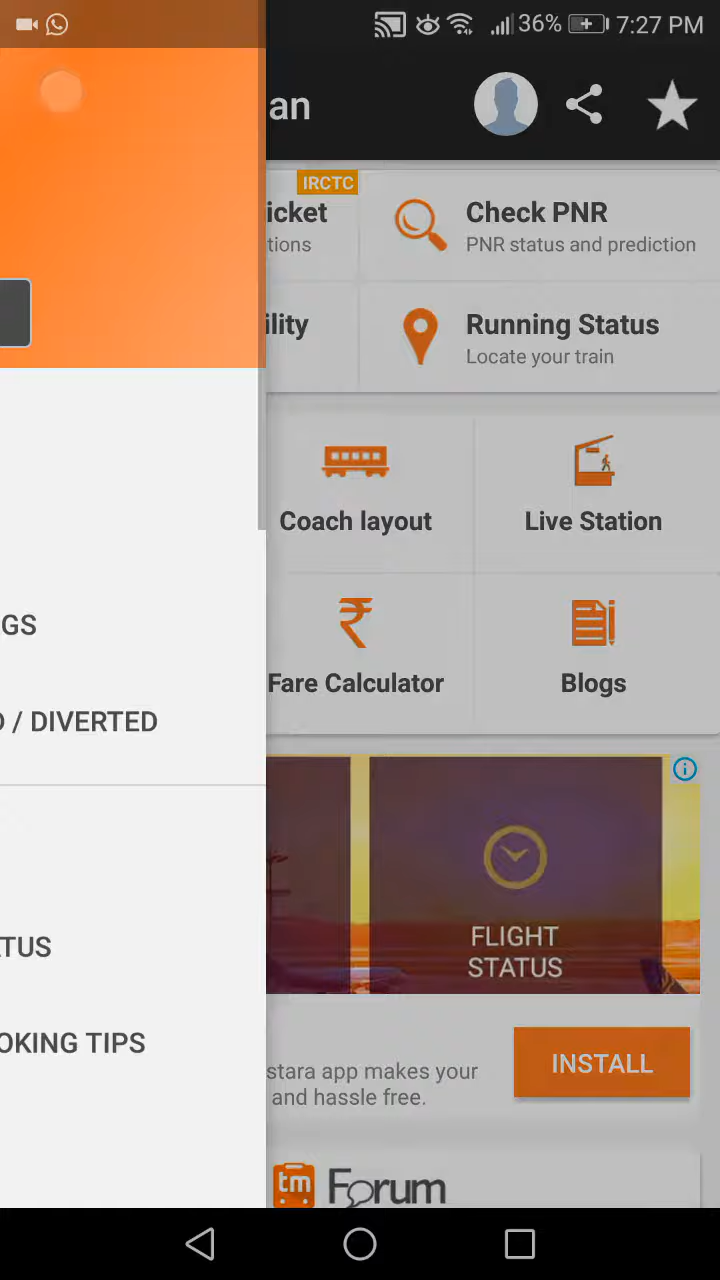 36% 7:27 PM
an
IRCTC
icket
tions
Check PNR
PNR status and prediction
ility
Running Status
Locate your train
Coach layout
Live Station
GS
Fare Calculator
Blogs
/ DIVERTED
FLIGHT
STATUS
TUS
OKING TIPS
stara app makes your
and hassle free.
INSTALL
tm Forum